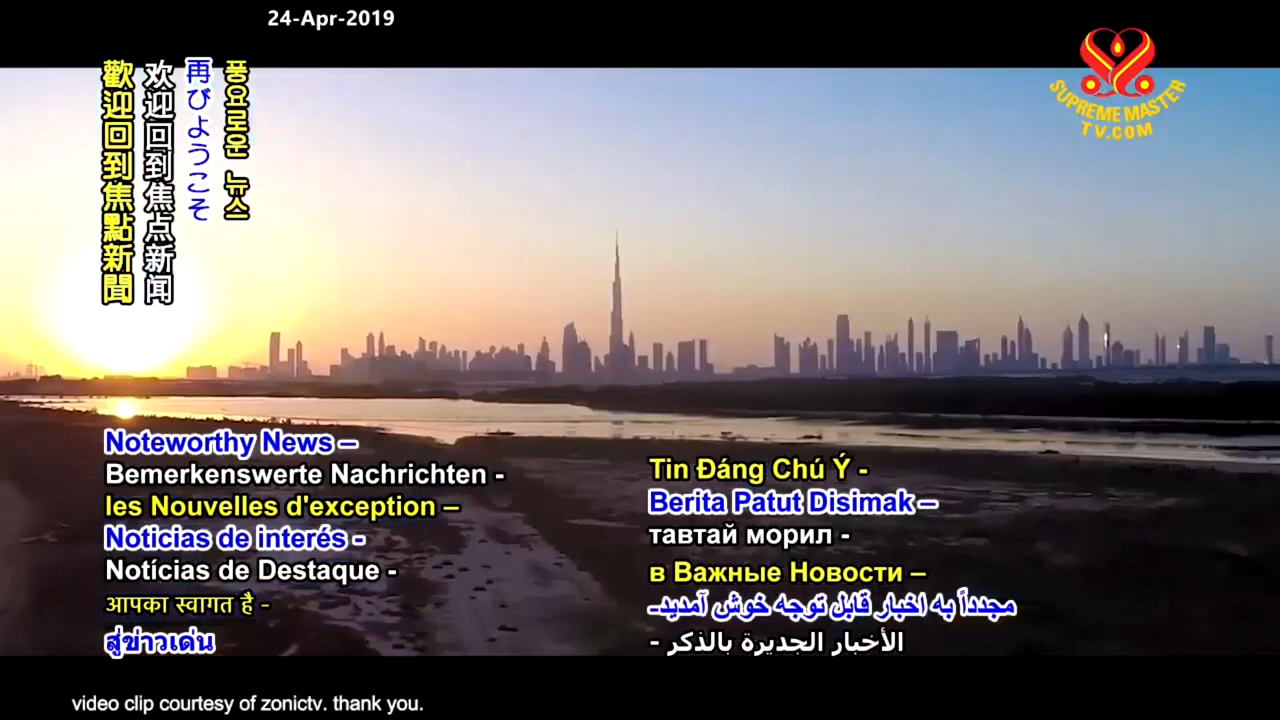 24-Apr-2019
歡迎回到焦點新聞
欢迎回到焦点新闻
再びようこそ
풍요로운 뉴스
SUPREME MASTER
TV.COM
Noteworthy News –
Bemerkenswerte Nachrichten -
les Nouvelles d'exception –
Noticias de interés -
Notícias de Destaque -
आपका स्वागत है -
สู่ข่าวเด่น
Tin Đáng Chú Ý -
Berita Patut Disimak –
тавтай морил -
в Важные Новости –
مجدداً به اخبار قابل توجه خوش آمدید-
الأخبار الجديرة بالذكر -
video clip courtesy of zonictv. thank you.